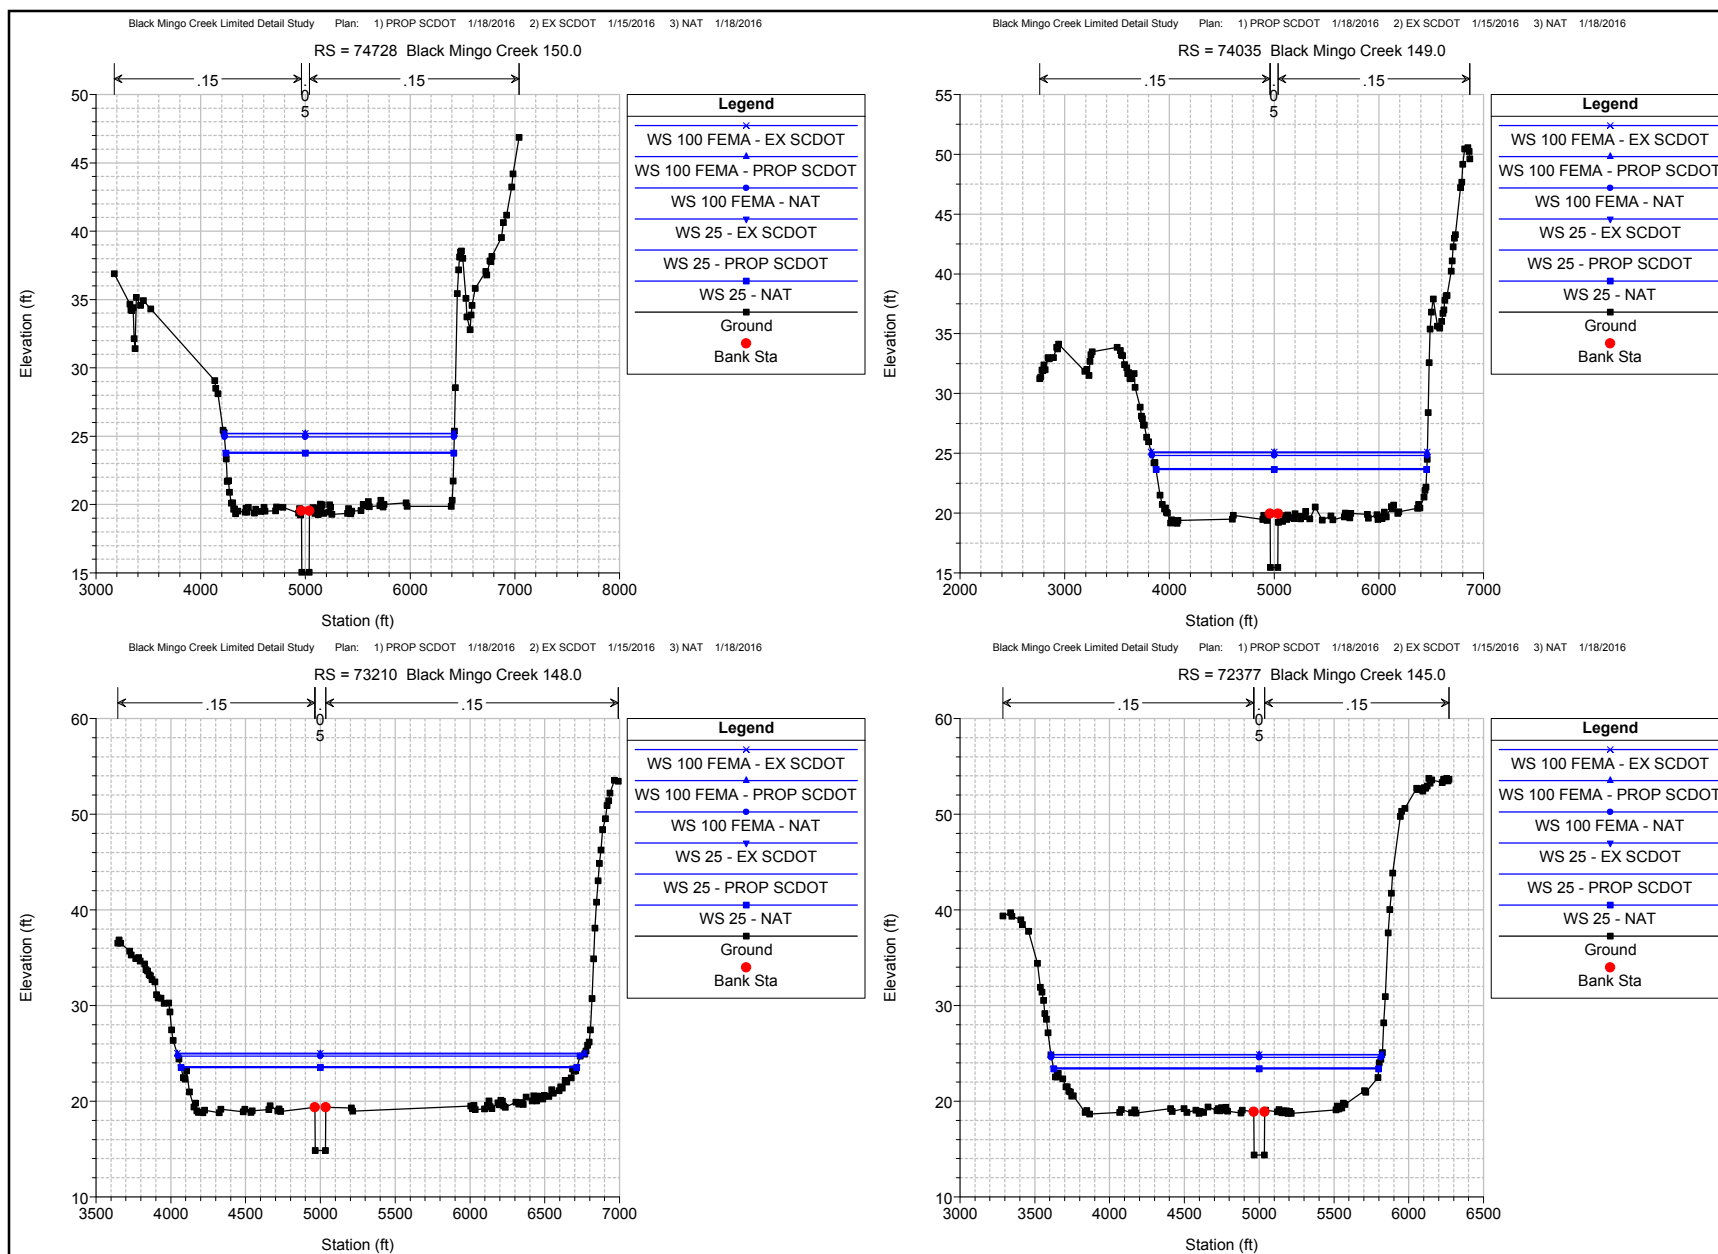 Black Mingo Creek Limited Detail Study Plan: 1) PROP SCDOT 1/18/2016 2) EX SCDOT 1/15/2016 3) NAT 1/18/2016
RS = 74728 Black Mingo Creek 150.0
.15
.05
.15
50
45
40
35
30
25
20
15
Elevation (ft)
3000 4000 5000 6000 7000 8000
Station (ft)
Legend
WS 100 FEMA - EX SCDOT
WS 100 FEMA - PROP SCDOT
WS 100 FEMA - NAT
WS 25 - EX SCDOT
WS 25 - PROP SCDOT
WS 25 - NAT
Ground
Bank Sta
Black Mingo Creek Limited Detail Study Plan: 1) PROP SCDOT 1/18/2016 2) EX SCDOT 1/15/2016 3) NAT 1/18/2016
RS = 74035 Black Mingo Creek 149.0
.15
.05
.15
55
50
45
40
35
30
25
20
15
Elevation (ft)
2000 3000 4000 5000 6000 7000
Station (ft)
Legend
WS 100 FEMA - EX SCDOT
WS 100 FEMA - PROP SCDOT
WS 100 FEMA - NAT
WS 25 - EX SCDOT
WS 25 - PROP SCDOT
WS 25 - NAT
Ground
Bank Sta
Black Mingo Creek Limited Detail Study Plan: 1) PROP SCDOT 1/18/2016 2) EX SCDOT 1/15/2016 3) NAT 1/18/2016
RS = 73210 Black Mingo Creek 148.0
.15
.05
.15
60
50
40
30
20
10
Elevation (ft)
3500 4000 4500 5000 5500 6000 6500 7000
Station (ft)
Legend
WS 100 FEMA - EX SCDOT
WS 100 FEMA - PROP SCDOT
WS 100 FEMA - NAT
WS 25 - EX SCDOT
WS 25 - PROP SCDOT
WS 25 - NAT
Ground
Bank Sta
Black Mingo Creek Limited Detail Study Plan: 1) PROP SCDOT 1/18/2016 2) EX SCDOT 1/15/2016 3) NAT 1/18/2016
RS = 72377 Black Mingo Creek 145.0
.15
.05
.15
60
50
40
30
20
10
Elevation (ft)
3000 3500 4000 4500 5000 5500 6000 6500
Station (ft)
Legend
WS 100 FEMA - EX SCDOT
WS 100 FEMA - PROP SCDOT
WS 100 FEMA - NAT
WS 25 - EX SCDOT
WS 25 - PROP SCDOT
WS 25 - NAT
Ground
Bank Sta